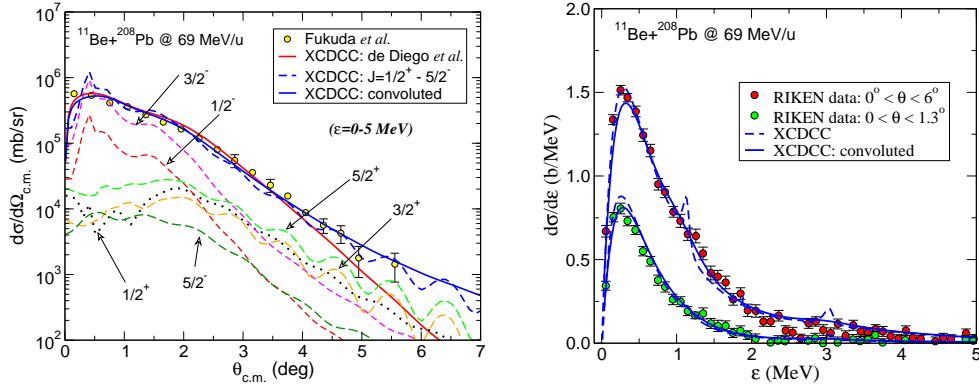 ¹¹Be+²⁰⁸Pb @ 69 MeV/u
Fukuda et al.
XCDCC: de Diego et al.
XCDCC: J=1/2⁺ - 5/2⁻
XCDCC: convoluted
(ε=0-5 MeV)
3/2⁻
1/2⁻
5/2⁺
3/2⁺
1/2⁺
5/2⁻
dσ/dΩc.m. (mb/sr)
10⁶
10⁵
10⁴
10³
10²
0 1 2 3 4 5 6 7
θc.m. (deg)
¹¹Be+²⁰⁸Pb @ 69 MeV/u
RIKEN data: 0° < θ < 6°
RIKEN data: 0 < θ < 1.3°
XCDCC
XCDCC: convoluted
dσ/dε (b/MeV)
2.0
1.5
1.0
0.5
0.0
0 1 2 3 4 5
ε (MeV)